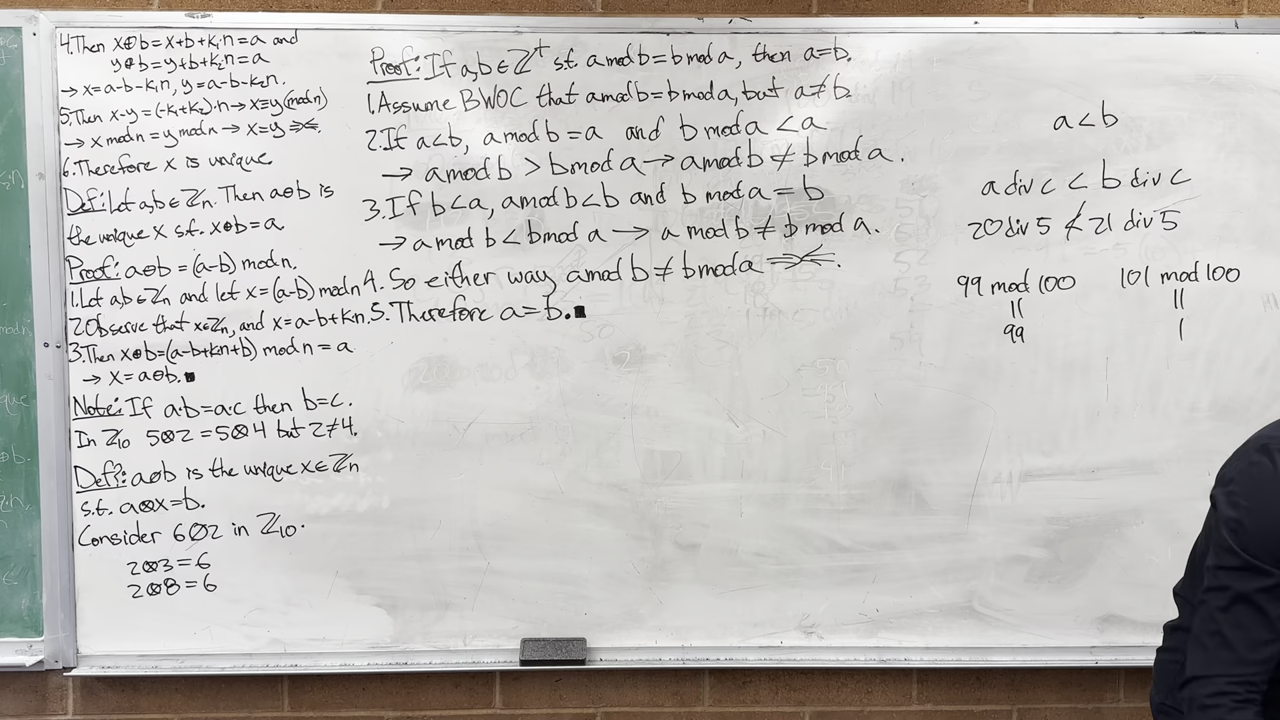 4.Then x⊕b=x+b+k₁n=a and
y⊕b=y+b+k₂n=a
→ x=a-b-k₁n, y=a-b-k₂n.
5.Then x-y=(-k₁+k₂)·n→x≡y(mod n)
→ x mod n = y mod n → x=y ⇒⇐.
6.Therefore x is unique
Def:Let a,b∈ℤₙ. Then a⊖b is
the unique x s.t. x⊕b=a
Proof: a⊖b = (a-b) mod n.
1.Let a,b∈ℤₙ and let x=(a-b) mod n
2.Observe that x∈ℤₙ, and x=a-b+kn.
3.Then x⊕b=(a-b+kn+b) mod n = a
→ x=a⊖b.■
Note: If a·b=a·c then b=c.
In ℤ₁₀ 5⊗2=5⊗4 but 2≠4.
Def?: a⊘b is the unique x∈ℤₙ
s.t. a⊗x=b.
Consider 6⊘2 in ℤ₁₀.
2⊗3=6
2⊗8=6
Proof: If a,b∈ℤ⁺ s.t. a mod b = b mod a, then a=b.
1.Assume BWOC that a mod b = b mod a, but a≠b.
2.If a<b, a mod b = a and b mod a < a
→ a mod b > b mod a → a mod b ≠ b mod a.
3.If b<a, a mod b < b and b mod a = b
→ a mod b < b mod a → a mod b ≠ b mod a.
4. So either way a mod b ≠ b mod a ⇒⇐.
5. Therefore a=b.■
a<b
a div c < b div c
20 div 5 ≮ 21 div 5
99 mod 100 101 mod 100
|| ||
99 1